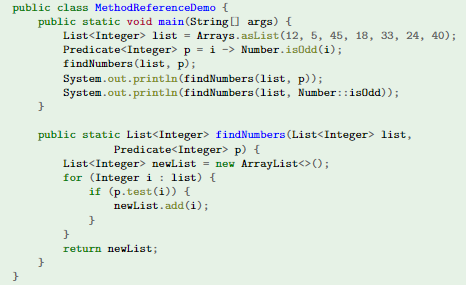 public class MethodReferenceDemo {
    public static void main(String[] args) {
        List<Integer> list = Arrays.asList(12, 5, 45, 18, 33, 24, 40);
        Predicate<Integer> p = i -> Number.isOdd(i);
        findNumbers(list, p);
        System.out.println(findNumbers(list, p));
        System.out.println(findNumbers(list, Number::isOdd));
    }
    public static List<Integer> findNumbers(List<Integer> list,
                Predicate<Integer> p) {
        List<Integer> newList = new ArrayList<>();
        for (Integer i : list) {
            if (p.test(i)) {
                newList.add(i);
            }
        }
        return newList;
    }
}